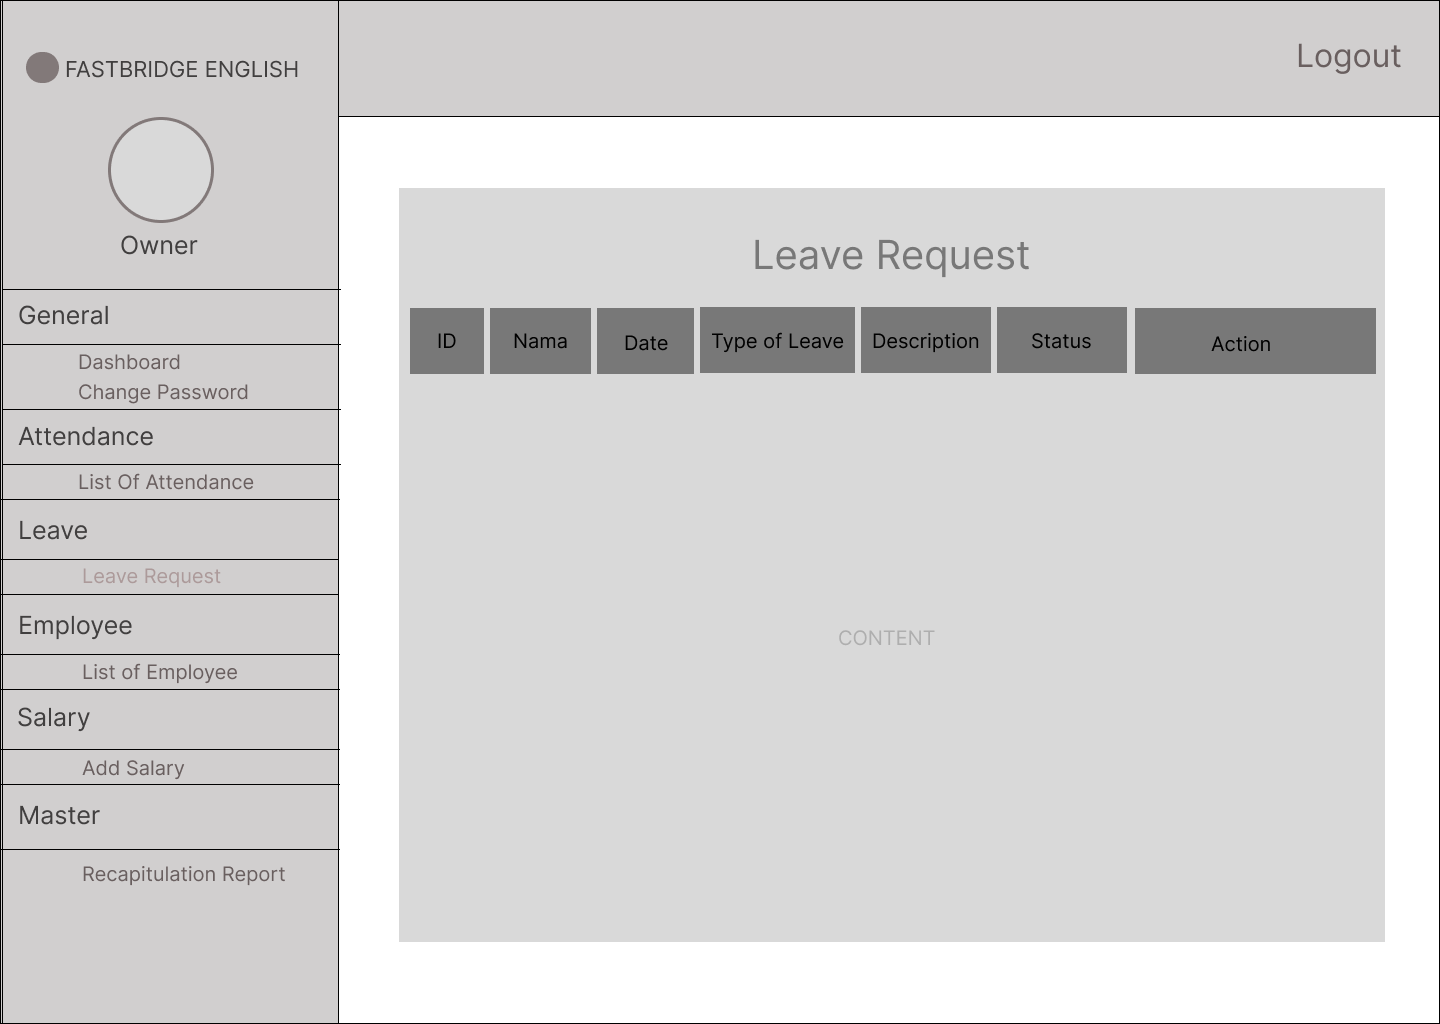 FASTBRIDGE ENGLISH
Logout
Owner
General
Dashboard
Change Password
Attendance
List Of Attendance
Leave
Leave Request
Employee
List of Employee
Salary
Add Salary
Master
Recapitulation Report
Leave Request
ID Nama Date Type of Leave Description Status Action
CONTENT